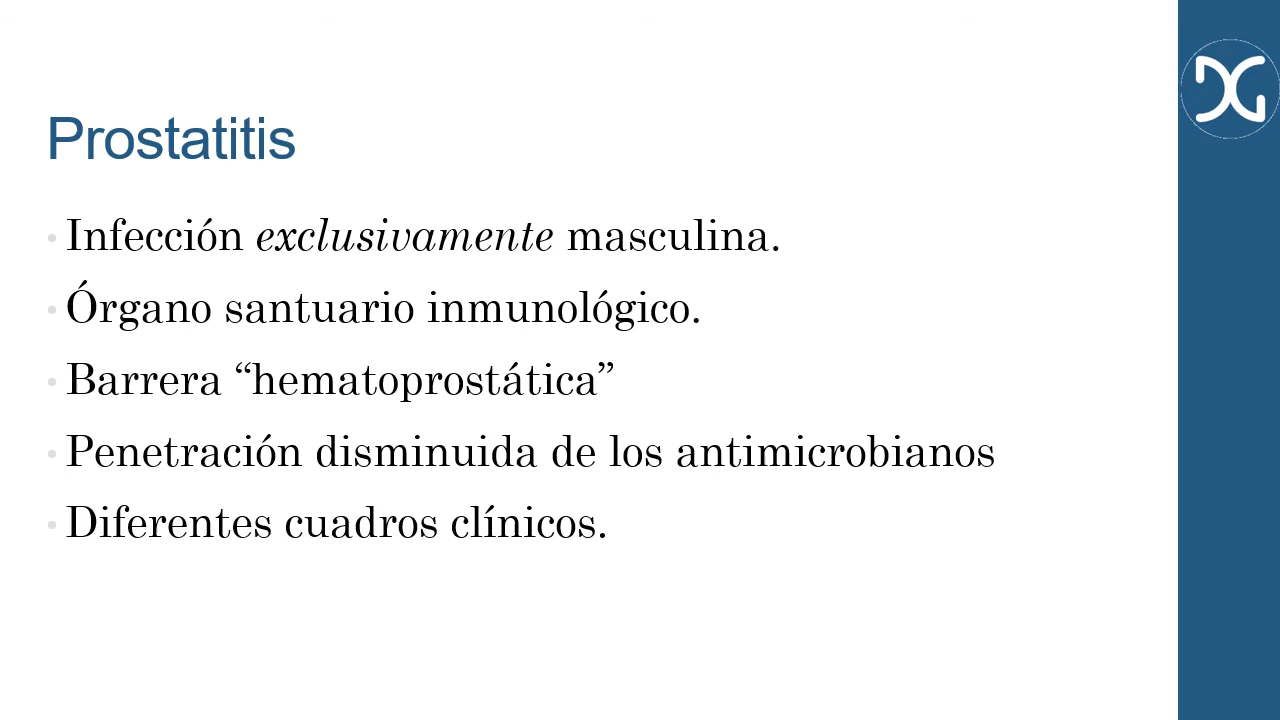 Prostatitis
• Infección exclusivamente masculina.
• Órgano santuario inmunológico.
• Barrera “hematoprostática”
• Penetración disminuida de los antimicrobianos
• Diferentes cuadros clínicos.